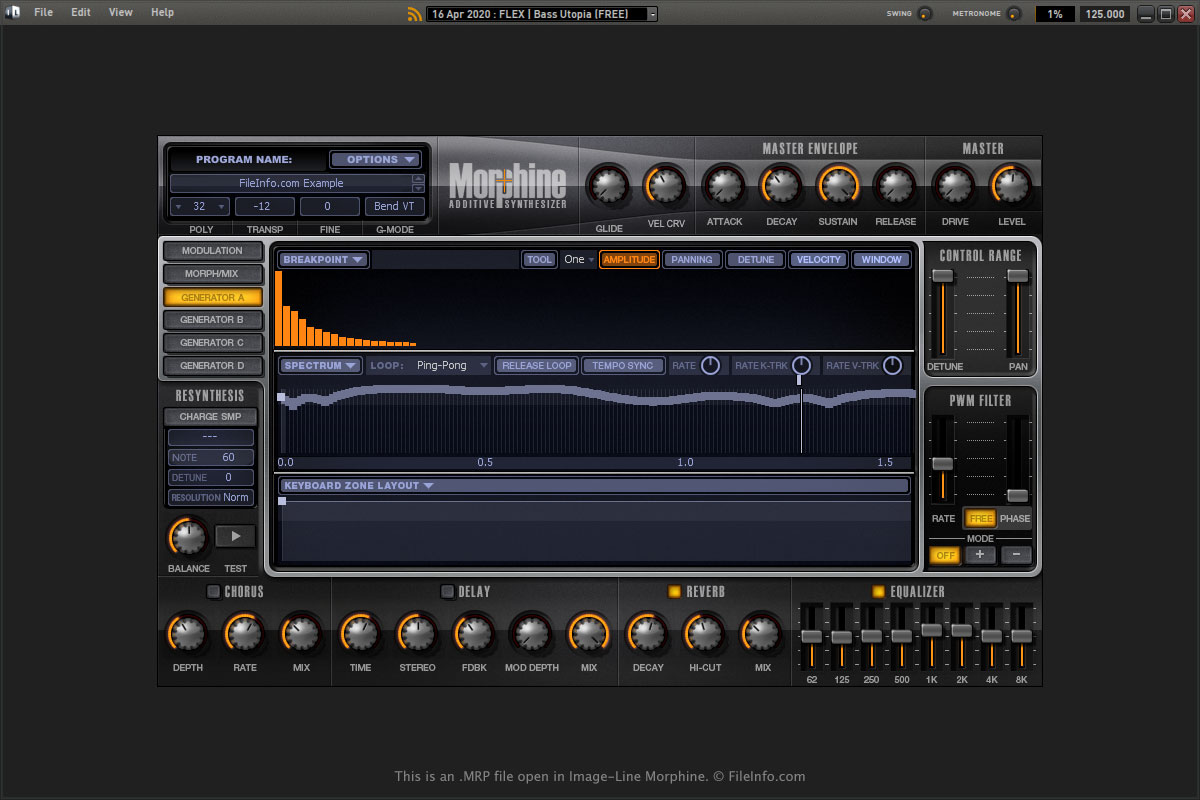 File Edit View Help
16 Apr 2020 : FLEX | Bass Utopia (FREE)
SWING METRONOME 1% 125.000
PROGRAM NAME: OPTIONS
FileInfo.com Example
32 -12 0 Bend VT
POLY TRANSP FINE G-MODE
Morphine
ADDITIVE SYNTHESIZER
GLIDE VEL CRV
MASTER ENVELOPE
ATTACK DECAY SUSTAIN RELEASE
MASTER
DRIVE LEVEL
MODULATION
MORPH/MIX
GENERATOR A
GENERATOR B
GENERATOR C
GENERATOR D
RESYNTHESIS
CHARGE SMP
---
NOTE 60
DETUNE 0
RESOLUTION Norm
BALANCE TEST
BREAKPOINT TOOL One AMPLITUDE PANNING DETUNE VELOCITY WINDOW
SPECTRUM LOOP: Ping-Pong RELEASE LOOP TEMPO SYNC RATE RATE K-TRK RATE V-TRK
0.0 0.5 1.0 1.5
KEYBOARD ZONE LAYOUT
CONTROL RANGE
DETUNE PAN
PWM FILTER
RATE FREE PHASE
MODE
OFF + -
CHORUS
DEPTH RATE MIX
DELAY
TIME STEREO FDBK MOD DEPTH MIX
REVERB
DECAY HI-CUT MIX
EQUALIZER
62 125 250 500 1K 2K 4K 8K
This is an .MRP file open in Image-Line Morphine. © FileInfo.com